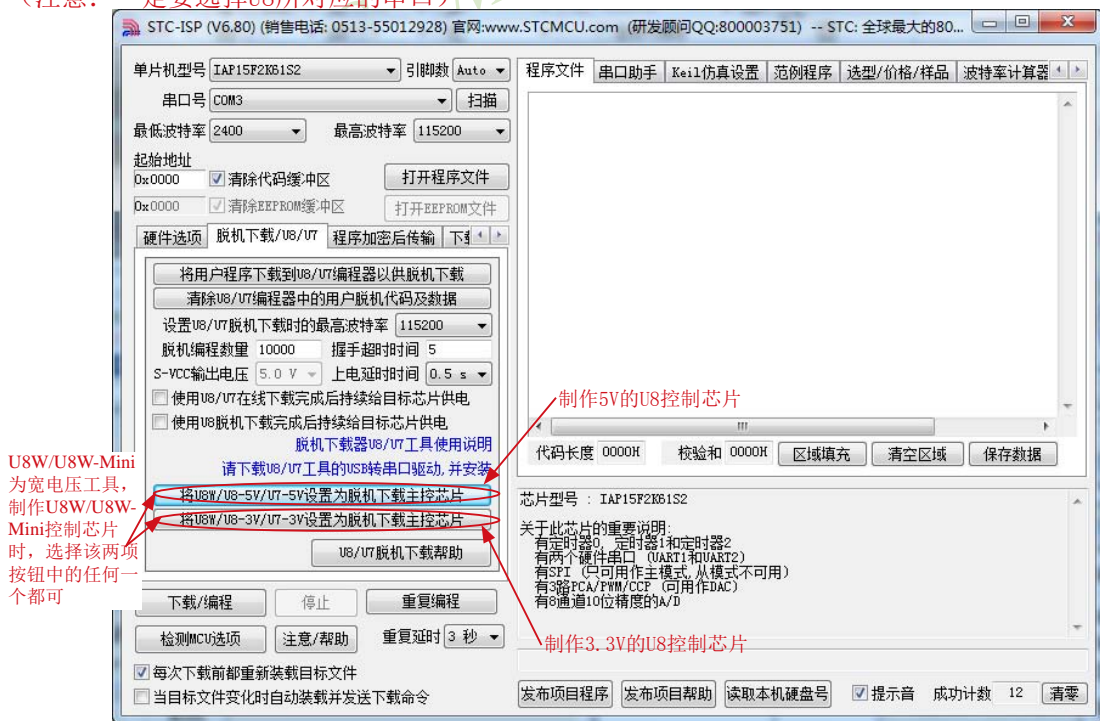 (注意：一定要选择U8所对应的串口)
STC-ISP (V6.80) (销售电话: 0513-55012928) 官网:www.STCMCU.com (研发顾问QQ:800003751) -- STC: 全球最大的80...
单片机型号 IAP15F2K61S2 引脚数 Auto
串口号 COM3 扫描
最低波特率 2400 最高波特率 115200
起始地址
0x0000 清除代码缓冲区 打开程序文件
0x0000 清除EEPROM缓冲区 打开EEPROM文件
硬件选项 脱机下载/U8/U7 程序加密后传输
将用户程序下载到U8/U7编程器以供脱机下载
清除U8/U7编程器中的用户脱机代码及数据
设置U8/U7脱机下载时的最高波特率 115200
脱机编程数量 10000 握手超时时间 5
S-VCC输出电压 5.0 V 上电延时时间 0.5 s
使用U8/U7在线下载完成后持续给目标芯片供电
使用U8脱机下载完成后持续给目标芯片供电
脱机下载器U8/U7工具使用说明
请下载U8/U7工具的USB转串口驱动,并安装
将U8W/U8-5V/U7-5V设置为脱机下载主控芯片
将U8W/U8-3V/U7-3V设置为脱机下载主控芯片
U8/U7脱机下载帮助
下载/编程 停止 重复编程
检测MCU选项 注意/帮助 重复延时 3 秒
每次下载前都重新装载目标文件
当目标文件变化时自动装载并发送下载命令
程序文件 串口助手 Keil仿真设置 范例程序 选型/价格/样品 波特率计算器
制作5V的U8控制芯片
代码长度 0000H 校验和 0000H 区域填充 清空区域 保存数据
芯片型号 : IAP15F2K61S2
关于此芯片的重要说明:
有定时器0, 定时器1和定时器2
有两个硬件串口 (UART1和UART2)
有SPI (只可用作主模式,从模式不可用)
有3路PCA/PWM/CCP (可用作DAC)
有8通道10位精度的A/D
制作3.3V的U8控制芯片
发布项目程序 发布项目帮助 读取本机硬盘号 提示音 成功计数 12 清零
U8W/U8W-Mini
为宽电压工具，
制作U8W/U8W-
Mini控制芯片
时，选择该两项
按钮中的任何一
个都可